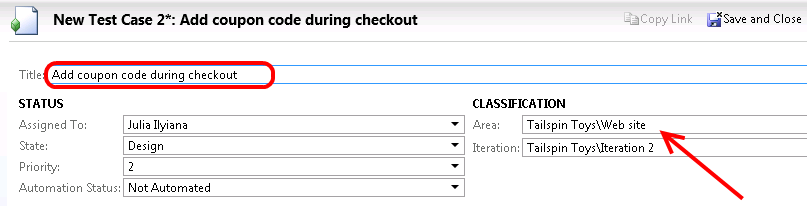 New Test Case 2*: Add coupon code during checkout
Copy Link
Save and Close
Title: Add coupon code during checkout
STATUS
CLASSIFICATION
Assigned To: Julia Ilyiana
Area: Tailspin Toys\Web site
State: Design
Iteration: Tailspin Toys\Iteration 2
Priority: 2
Automation Status: Not Automated